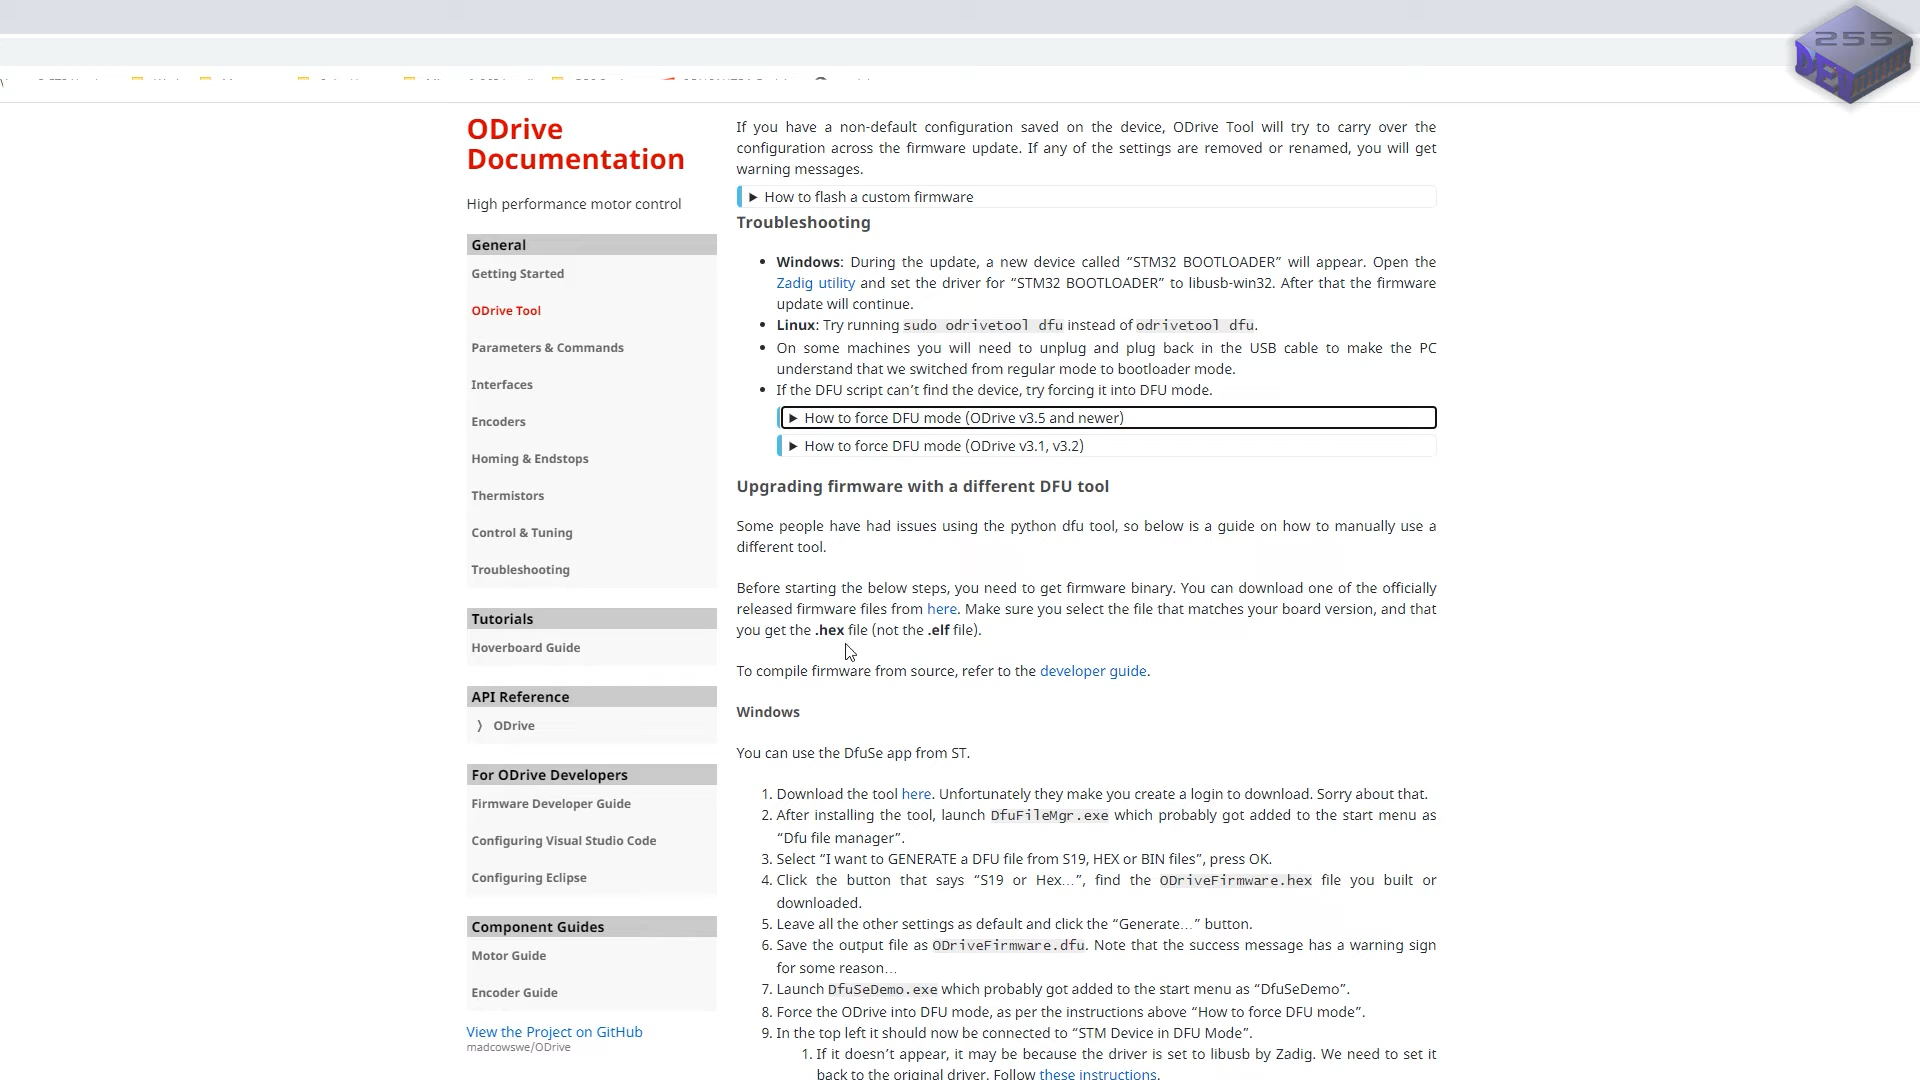 255
DEV
ODrive
Documentation
High performance motor control
General
Getting Started
ODrive Tool
Parameters & Commands
Interfaces
Encoders
Homing & Endstops
Thermistors
Control & Tuning
Troubleshooting
Tutorials
Hoverboard Guide
API Reference
⟩ ODrive
For ODrive Developers
Firmware Developer Guide
Configuring Visual Studio Code
Configuring Eclipse
Component Guides
Motor Guide
Encoder Guide
View the Project on GitHub
madcowswe/ODrive
If you have a non-default configuration saved on the device, ODrive Tool will try to carry over the
configuration across the firmware update. If any of the settings are removed or renamed, you will get
warning messages.
▶ How to flash a custom firmware
Troubleshooting
• Windows: During the update, a new device called “STM32 BOOTLOADER” will appear. Open the
Zadig utility and set the driver for “STM32 BOOTLOADER” to libusb-win32. After that the firmware
update will continue.
• Linux: Try running sudo odrivetool dfu instead of odrivetool dfu.
• On some machines you will need to unplug and plug back in the USB cable to make the PC
understand that we switched from regular mode to bootloader mode.
• If the DFU script can’t find the device, try forcing it into DFU mode.
▶ How to force DFU mode (ODrive v3.5 and newer)
▶ How to force DFU mode (ODrive v3.1, v3.2)
Upgrading firmware with a different DFU tool
Some people have had issues using the python dfu tool, so below is a guide on how to manually use a
different tool.
Before starting the below steps, you need to get firmware binary. You can download one of the officially
released firmware files from here. Make sure you select the file that matches your board version, and that
you get the .hex file (not the .elf file).
To compile firmware from source, refer to the developer guide.
Windows
You can use the DfuSe app from ST.
1. Download the tool here. Unfortunately they make you create a login to download. Sorry about that.
2. After installing the tool, launch DfuFileMgr.exe which probably got added to the start menu as
“Dfu file manager”.
3. Select “I want to GENERATE a DFU file from S19, HEX or BIN files”, press OK.
4. Click the button that says “S19 or Hex…”, find the ODriveFirmware.hex file you built or
downloaded.
5. Leave all the other settings as default and click the “Generate…” button.
6. Save the output file as ODriveFirmware.dfu. Note that the success message has a warning sign
for some reason…
7. Launch DfuSeDemo.exe which probably got added to the start menu as “DfuSeDemo”.
8. Force the ODrive into DFU mode, as per the instructions above “How to force DFU mode”.
9. In the top left it should now be connected to “STM Device in DFU Mode”.
1. If it doesn’t appear, it may be because the driver is set to libusb by Zadig. We need to set it
back to the original driver. Follow these instructions.